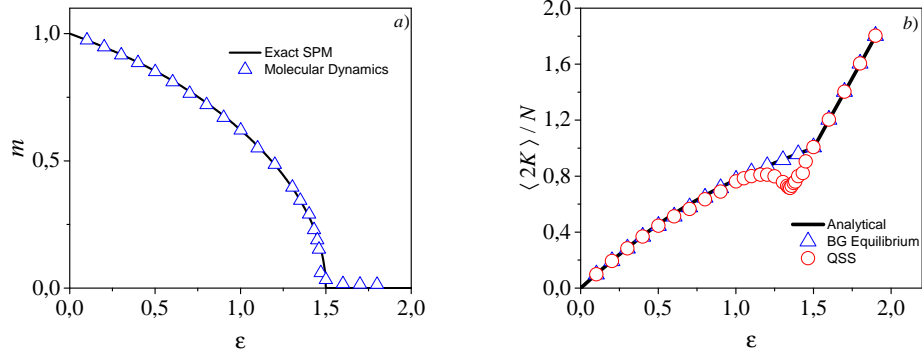 a)
1,0
0,5
0,0
m
Exact SPM
Molecular Dynamics
0,0 0,5 1,0 1,5 2,0
ε
b)
2,0
1,6
1,2
0,8
0,4
0,0
⟨2K⟩ / N
Analytical
BG Equilibrium
QSS
0,0 0,5 1,0 1,5 2,0
ε